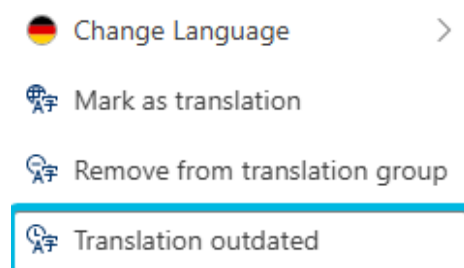 Change Language
Mark as translation
Remove from translation group
Translation outdated